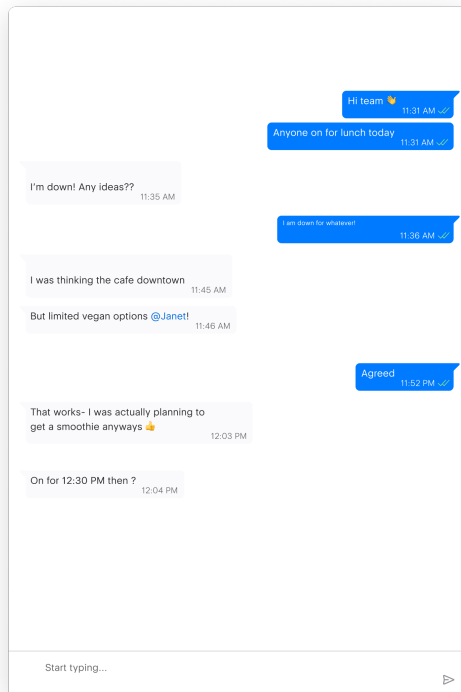 Hi team 👋
11:31 AM
Anyone on for lunch today
11:31 AM
I'm down! Any ideas??
11:35 AM
I am down for whatever!
11:36 AM
I was thinking the cafe downtown
11:45 AM
But limited vegan options @Janet!
11:46 AM
Agreed
11:52 PM
That works- I was actually planning to
get a smoothie anyways 👍
12:03 PM
On for 12:30 PM then ?
12:04 PM
Start typing...